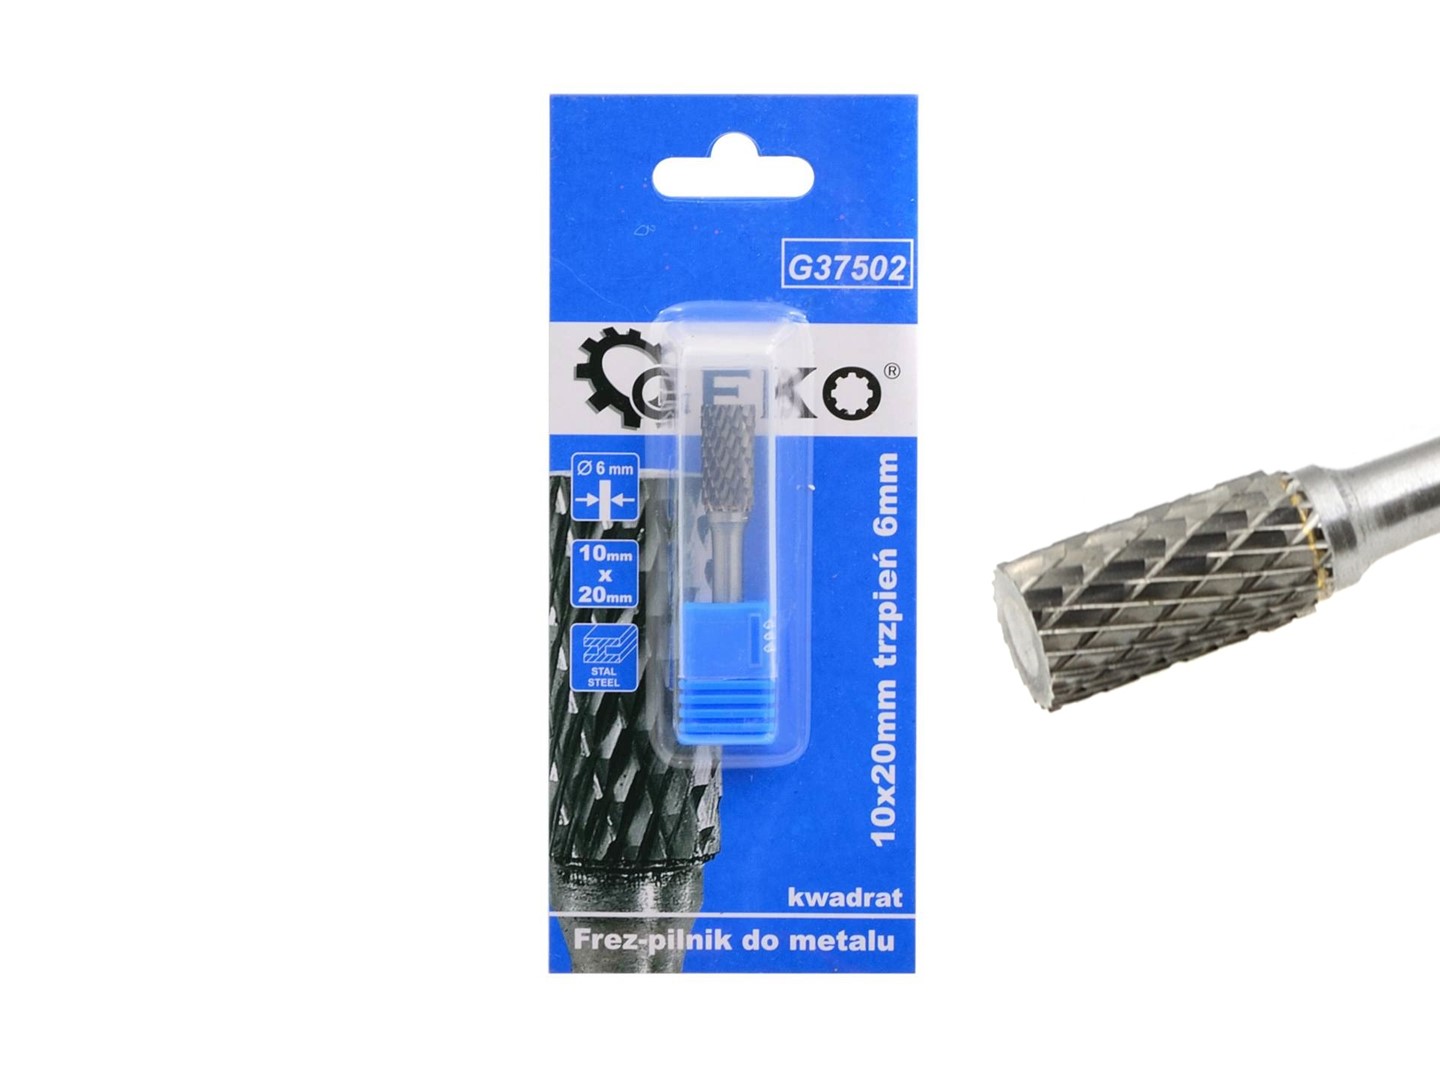 G37502
GEKO®
Ø 6 mm
10mm
x
20mm
STAL
STEEL
10x20mm trzpień 6mm
kwadrat
Frez-pilnik do metalu